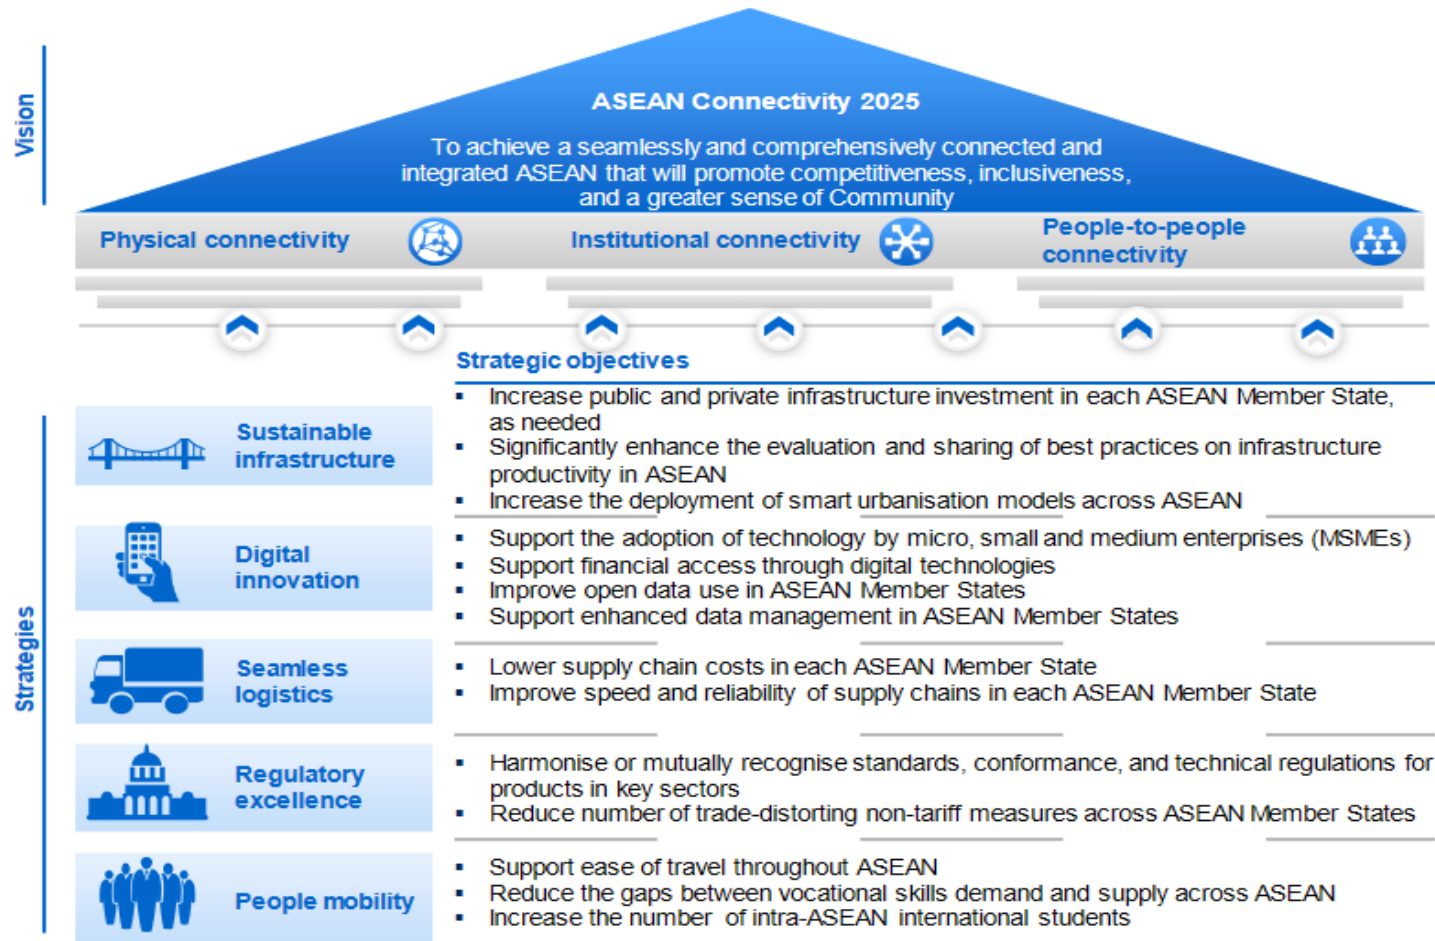 Vision
ASEAN Connectivity 2025
To achieve a seamlessly and comprehensively connected and
integrated ASEAN that will promote competitiveness, inclusiveness,
and a greater sense of Community
Physical connectivity
Institutional connectivity
People-to-people
connectivity
Strategic objectives
Strategies
Sustainable
infrastructure
▪ Increase public and private infrastructure investment in each ASEAN Member State,
as needed
▪ Significantly enhance the evaluation and sharing of best practices on infrastructure
productivity in ASEAN
▪ Increase the deployment of smart urbanisation models across ASEAN
Digital
innovation
▪ Support the adoption of technology by micro, small and medium enterprises (MSMEs)
▪ Support financial access through digital technologies
▪ Improve open data use in ASEAN Member States
▪ Support enhanced data management in ASEAN Member States
Seamless
logistics
▪ Lower supply chain costs in each ASEAN Member State
▪ Improve speed and reliability of supply chains in each ASEAN Member State
Regulatory
excellence
▪ Harmonise or mutually recognise standards, conformance, and technical regulations for
products in key sectors
▪ Reduce number of trade-distorting non-tariff measures across ASEAN Member States
People mobility
▪ Support ease of travel throughout ASEAN
▪ Reduce the gaps between vocational skills demand and supply across ASEAN
▪ Increase the number of intra-ASEAN international students